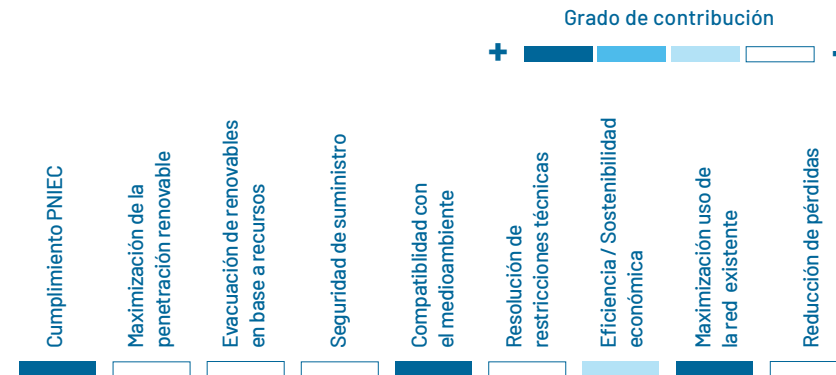 Grado de contribución
+
-
Cumplimiento PNIEC
Maximización de la
penetración renovable
Evacuación de renovables
en base a recursos
Seguridad de suministro
Compatiblidad con
el medioambiente
Resolución de
restricciones técnicas
Eficiencia / Sostenibilidad
económica
Maximización uso de
la red existente
Reducción de pérdidas